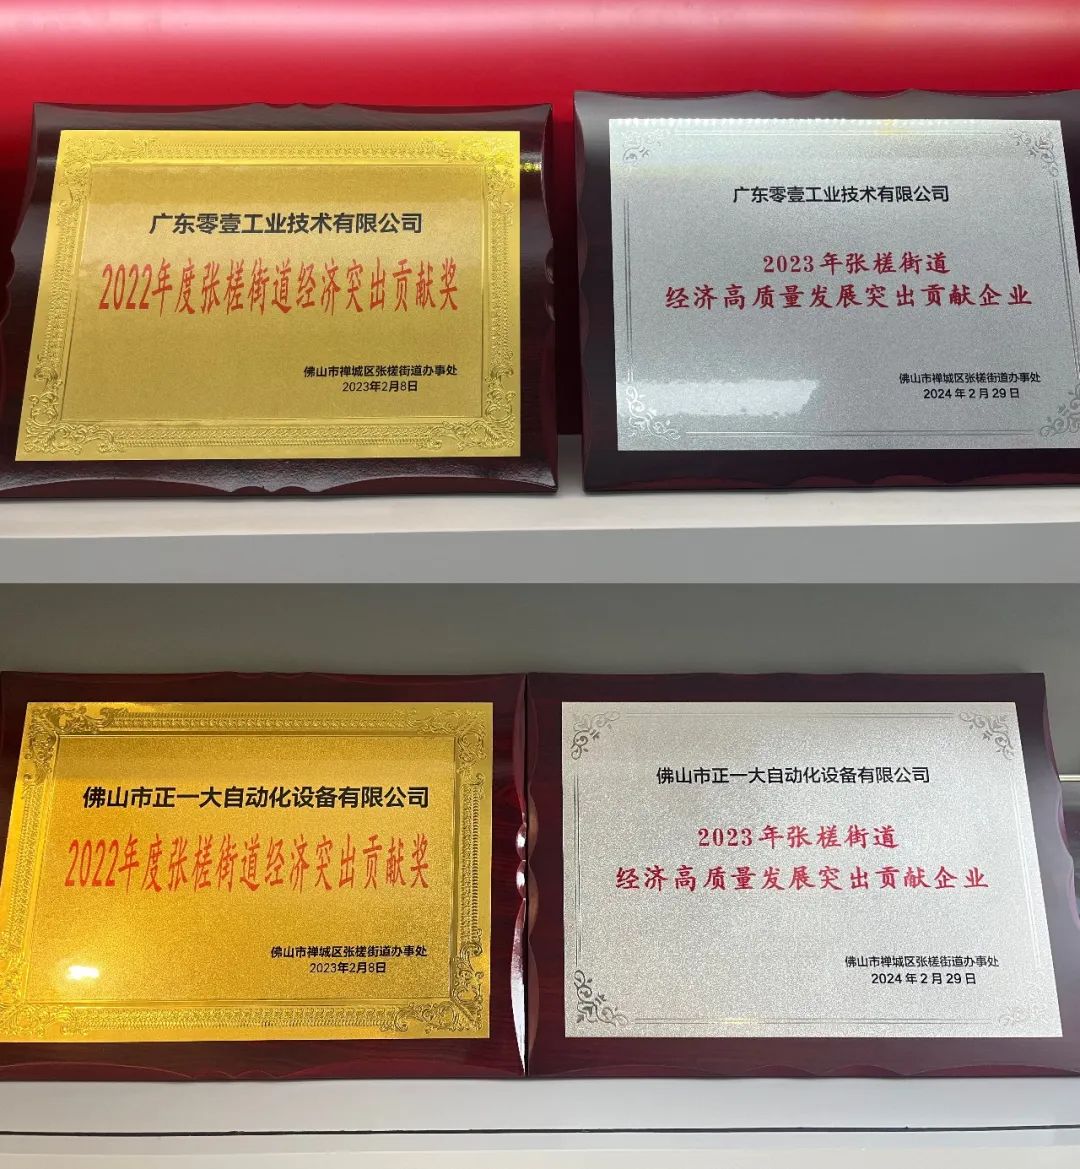 广东零壹工业技术有限公司
2022年度张槎街道经济突出贡献奖
佛山市禅城区张槎街道办事处
2023年2月8日
广东零壹工业技术有限公司
2023年张槎街道
经济高质量发展突出贡献企业
佛山市禅城区张槎街道办事处
2024年2月29日
佛山市正一大自动化设备有限公司
2022年度张槎街道经济突出贡献奖
佛山市禅城区张槎街道办事处
2023年2月8日
佛山市正一大自动化设备有限公司
2023年张槎街道
经济高质量发展突出贡献企业
佛山市禅城区张槎街道办事处
2024年2月29日